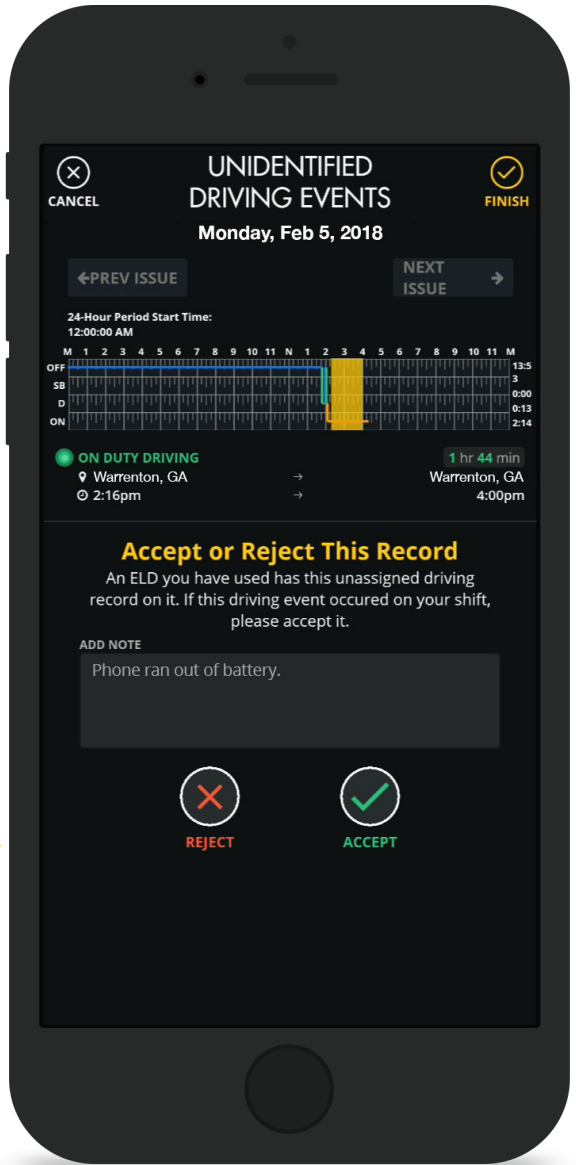 UNIDENTIFIED
DRIVING EVENTS
CANCEL
FINISH
Monday, Feb 5, 2018
PREV ISSUE
NEXT
ISSUE
24-Hour Period Start Time:
12:00:00 AM
M 1 2 3 4 5 6 7 8 9 10 11 N 1 2 3 4 5 6 7 8 9 10 11 M
OFF 13:5
3
SB 0:00
D 0:13
ON 2:14
ON DUTY DRIVING 1 hr 44 min
Warrenton, GA → Warrenton, GA
2:16pm → 4:00pm
Accept or Reject This Record
An ELD you have used has this unassigned driving
record on it. If this driving event occured on your shift,
please accept it.
ADD NOTE
Phone ran out of battery.
REJECT ACCEPT